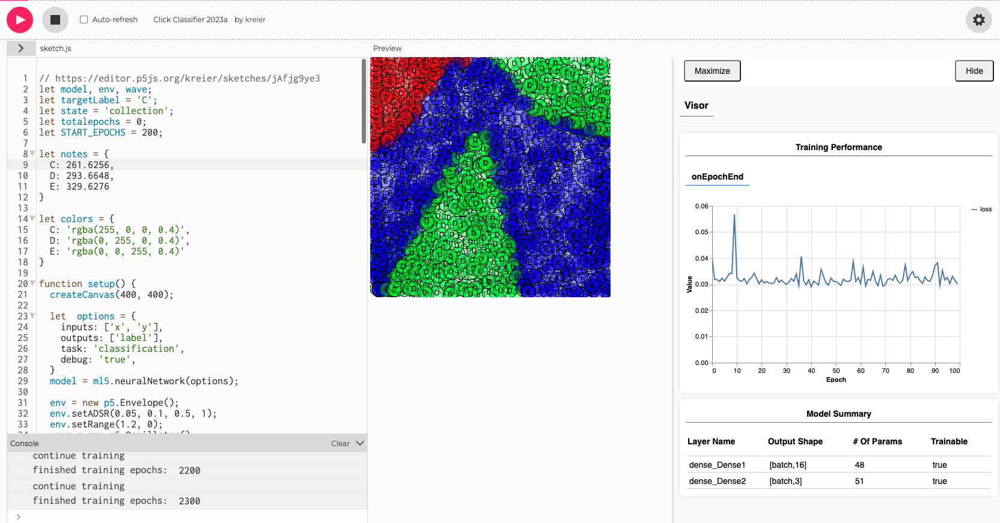 Auto-refresh Click Classifier 2023a by kreier
sketch.js
1 // https://editor.p5js.org/kreier/sketches/jAfjg9ye3
2 let model, env, wave;
3 let targetLabel = 'C';
4 let state = 'collection';
5 let totalepochs = 0;
6 let START_EPOCHS = 200;
7
8 let notes = {
9 C: 261.6256,
10 D: 293.6648,
11 E: 329.6276
12 }
13
14 let colors = {
15 C: 'rgba(255, 0, 0, 0.4)',
16 D: 'rgba(0, 255, 0, 0.4)',
17 E: 'rgba(0, 0, 255, 0.4)'
18 }
19
20 function setup() {
21 createCanvas(400, 400);
22
23 let  options = {
24 inputs: ['x', 'y'],
25 outputs: ['label'],
26 task: 'classification',
27 debug: 'true',
28 }
29 model = ml5.neuralNetwork(options);
30
31 env = new p5.Envelope();
32 env.setADSR(0.05, 0.1, 0.5, 1);
33 env.setRange(1.2, 0);
Console Clear
continue training
finished training epochs: 2200
continue training
finished training epochs: 2300
>
Preview
Maximize Hide
Visor
Training Performance
onEpochEnd
0.06
0.05
0.04
0.03
0.02
0.01
0.00
Value
0 10 20 30 40 50 60 70 80 90 100
Epoch
loss
Model Summary
Layer Name Output Shape # Of Params Trainable
dense_Dense1 [batch,16] 48 true
dense_Dense2 [batch,3] 51 true